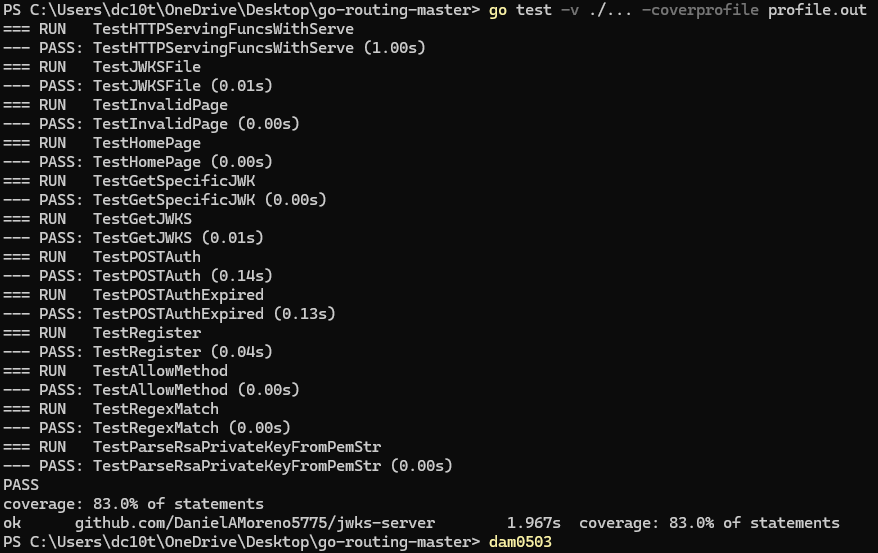 PS C:\Users\dc10t\OneDrive\Desktop\go-routing-master> go test -v ./... -coverprofile profile.out
=== RUN   TestHTTPServingFuncsWithServe
--- PASS: TestHTTPServingFuncsWithServe (1.00s)
=== RUN   TestJWKSFile
--- PASS: TestJWKSFile (0.01s)
=== RUN   TestInvalidPage
--- PASS: TestInvalidPage (0.00s)
=== RUN   TestHomePage
--- PASS: TestHomePage (0.00s)
=== RUN   TestGetSpecificJWK
--- PASS: TestGetSpecificJWK (0.00s)
=== RUN   TestGetJWKS
--- PASS: TestGetJWKS (0.01s)
=== RUN   TestPOSTAuth
--- PASS: TestPOSTAuth (0.14s)
=== RUN   TestPOSTAuthExpired
--- PASS: TestPOSTAuthExpired (0.13s)
=== RUN   TestRegister
--- PASS: TestRegister (0.04s)
=== RUN   TestAllowMethod
--- PASS: TestAllowMethod (0.00s)
=== RUN   TestRegexMatch
--- PASS: TestRegexMatch (0.00s)
=== RUN   TestParseRsaPrivateKeyFromPemStr
--- PASS: TestParseRsaPrivateKeyFromPemStr (0.00s)
PASS
coverage: 83.0% of statements
ok      github.com/DanielAMoreno5775/jwks-server        1.967s  coverage: 83.0% of statements
PS C:\Users\dc10t\OneDrive\Desktop\go-routing-master> dam0503